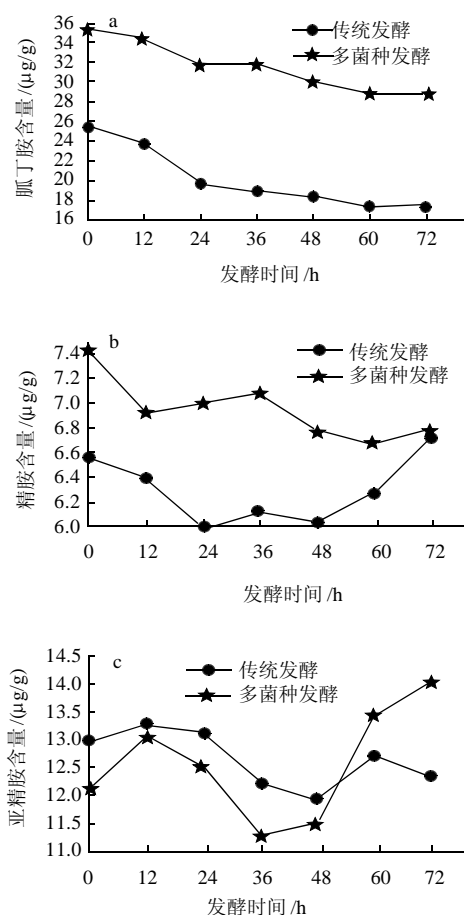 a
胍丁胺含量/(μg/g)
36
34
32
30
28
26
24
22
20
18
16
传统发酵
多菌种发酵
0 12 24 36 48 60 72
发酵时间 /h
b
精胺含量/(μg/g)
7.4
7.2
7.0
6.8
6.6
6.4
6.2
6.0
传统发酵
多菌种发酵
0 12 24 36 48 60 72
发酵时间 /h
c
亚精胺含量/(μg/g)
14.5
14.0
13.5
13.0
12.5
12.0
11.5
11.0
传统发酵
多菌种发酵
0 12 24 36 48 60 72
发酵时间 /h